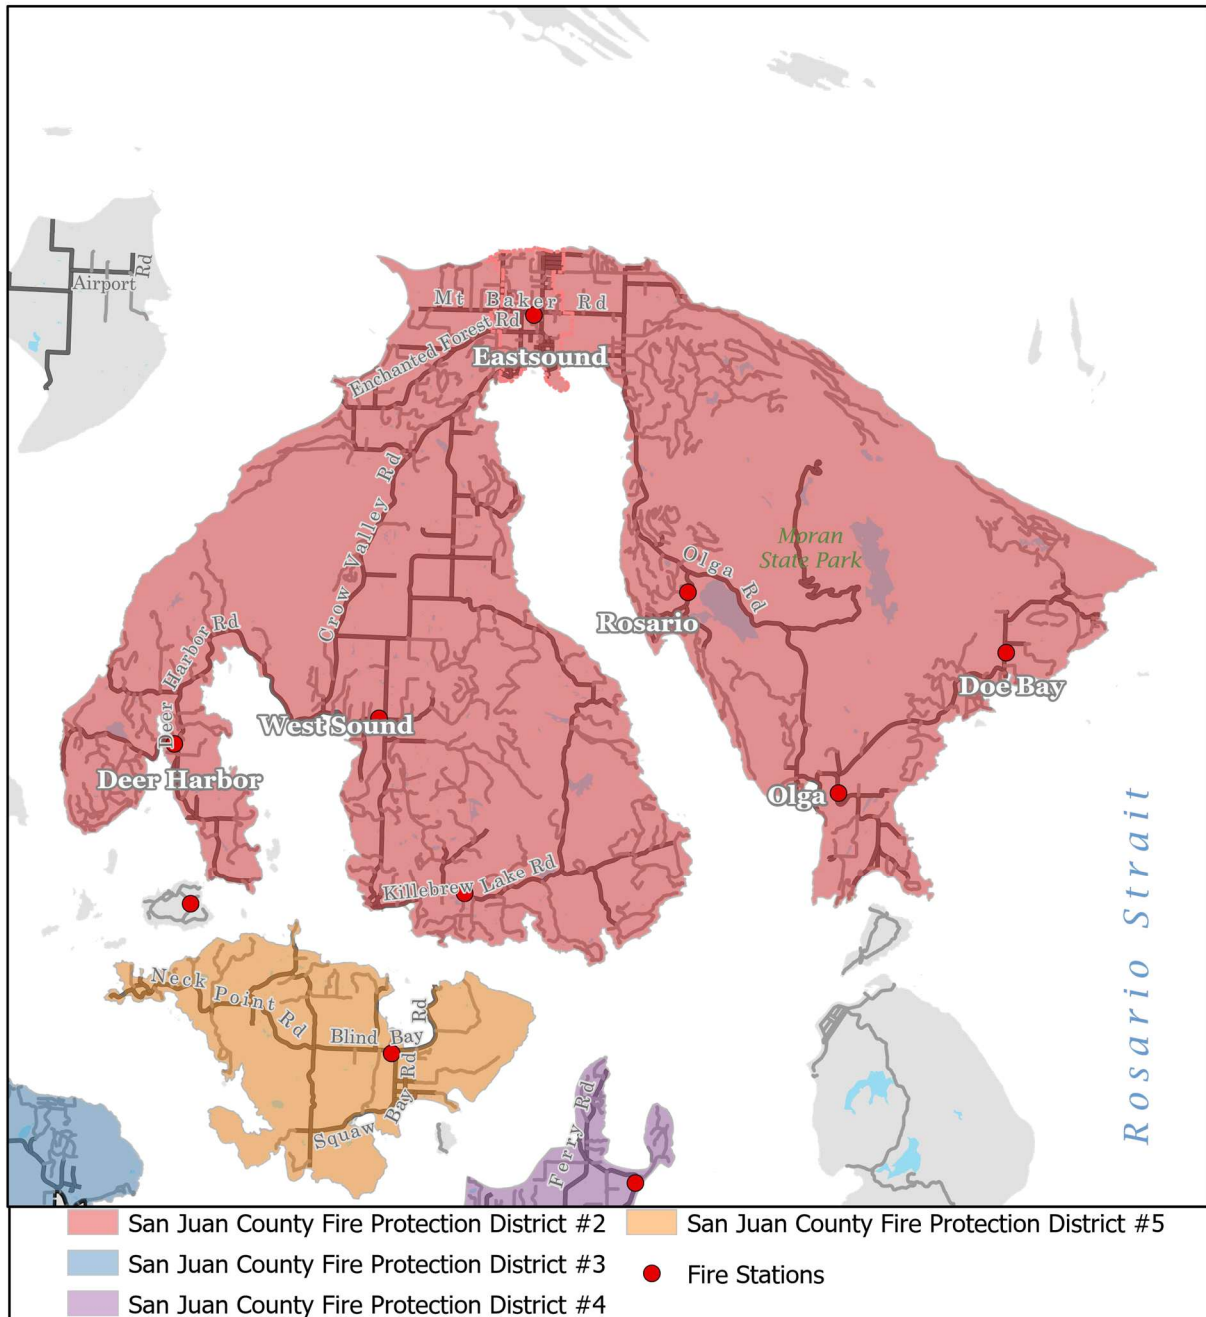 Airport
Rd
Mt Baker Rd
Enchanted Forest Rd
Eastsound
Crow Valley Rd
Moran
State Park
Olga Rd
Rosario
Deer Harbor Rd
Doe Bay
West Sound
Deer Harbor
Olga
Killebrew Lake Rd
Rosario Strait
Neck Point Rd
Blind Bay Rd
Squaw Bay Rd
Ferry Rd
San Juan County Fire Protection District #2
San Juan County Fire Protection District #5
San Juan County Fire Protection District #3
Fire Stations
San Juan County Fire Protection District #4